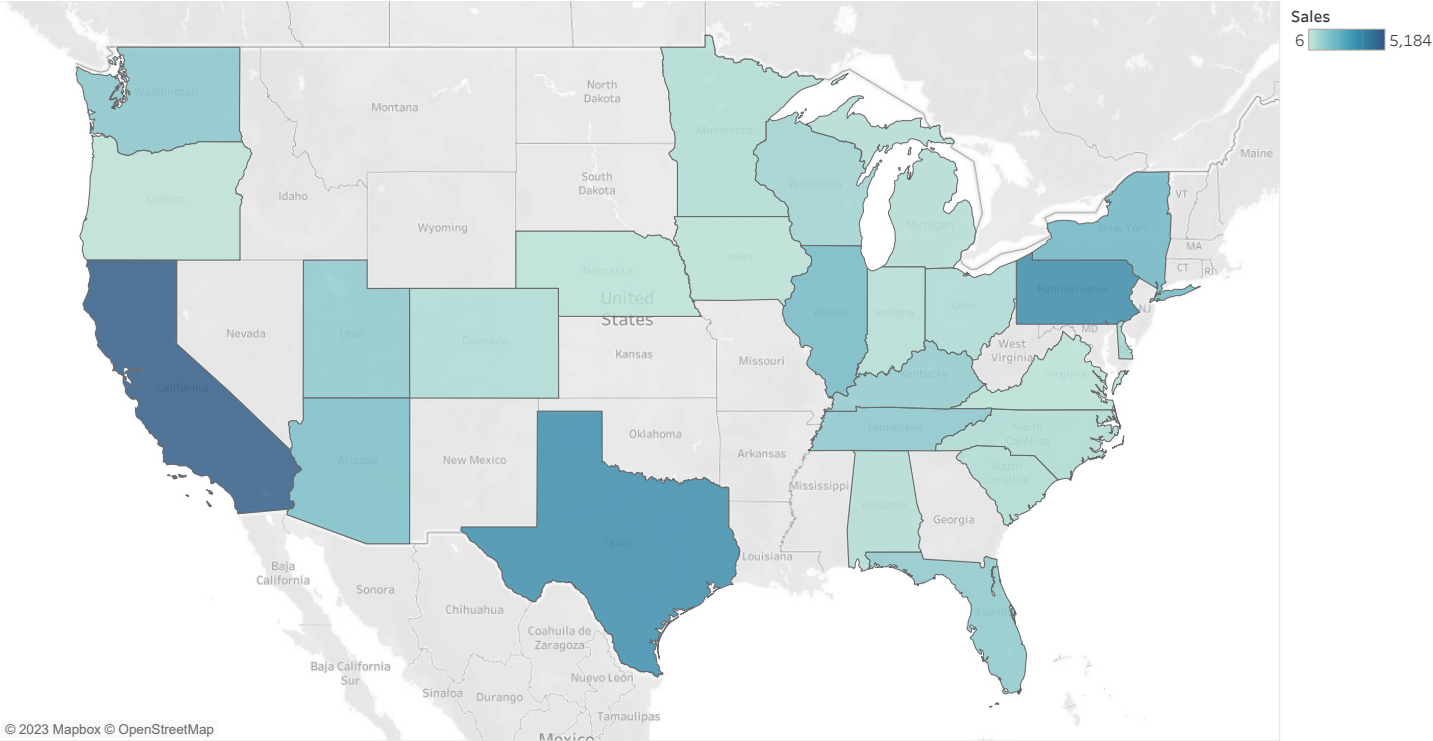 Sales
6
5,184
Washington
Montana
North
Dakota
Minnesota
Maine
Oregon
Idaho
South
Dakota
Wisconsin
Michigan
VT
Wyoming
New York
MA
CT
RI
Nebraska
Iowa
Pennsylvania
United
States
Illinois
Indiana
Ohio
NJ
MD
Nevada
Utah
Colorado
Kansas
Missouri
West
Virginia
Virginia
California
Kentucky
Arizona
New Mexico
Oklahoma
Arkansas
Tennessee
North
Carolina
South
Carolina
Mississippi
Alabama
Georgia
Texas
Louisiana
Florida
Baja
California
Sonora
Chihuahua
Coahuila de
Zaragoza
Baja California
Sur
Sinaloa
Durango
Nuevo León
Tamaulipas
Mexico
© 2023 Mapbox © OpenStreetMap